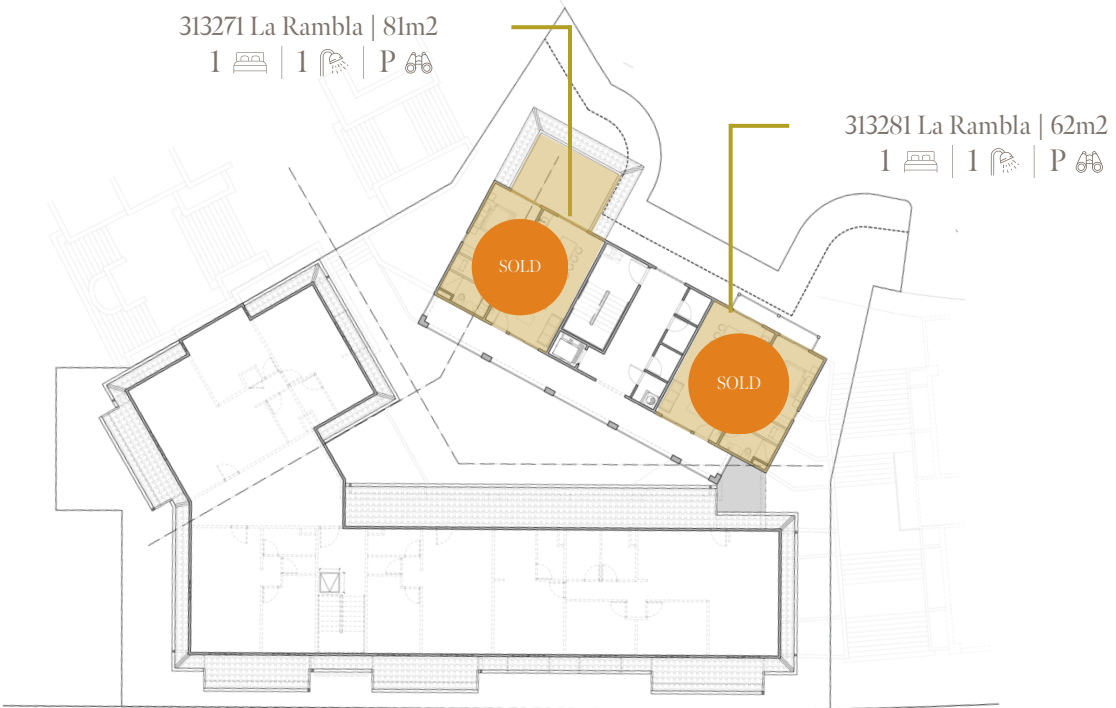 313271 La Rambla | 81m2
1 | 1 | P
313281 La Rambla | 62m2
1 | 1 | P
SOLD
SOLD